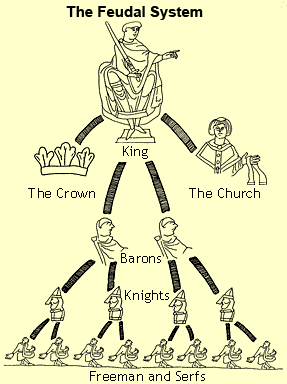 The Feudal System
King
The Crown
The Church
Barons
Knights
Freeman and Serfs